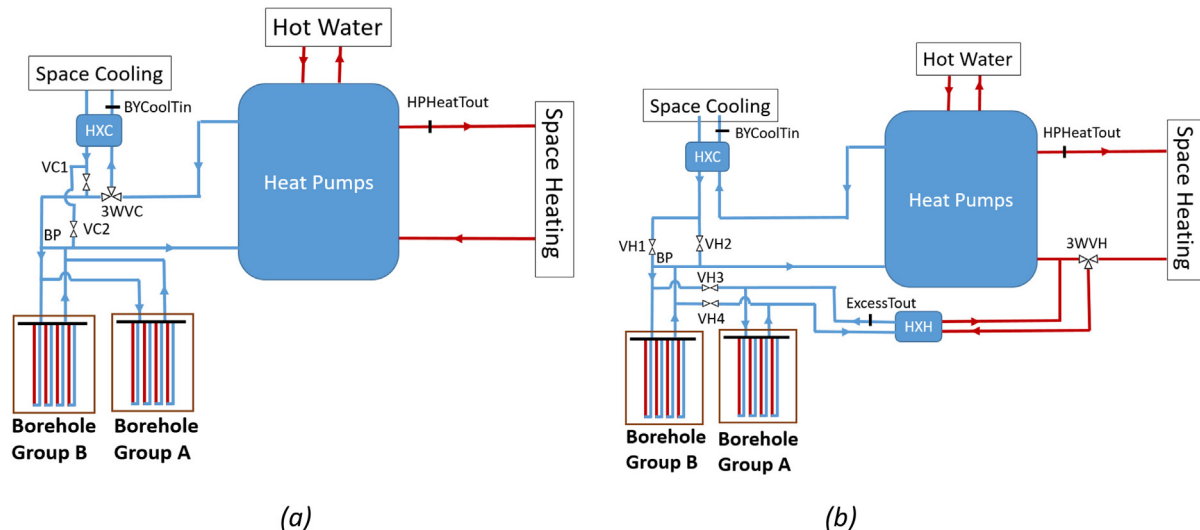 Hot Water
Space Cooling
BYCoolTin
HXC
VC1
3WVC
VC2
BP
Heat Pumps
HPHeatTout
Space Heating
Borehole
Group B
Borehole
Group A
(a)
Hot Water
Space Cooling
BYCoolTin
HXC
Heat Pumps
HPHeatTout
Space Heating
VH1
VH2
BP
VH3
VH4
3WVH
ExcessTout
HXH
Borehole
Group B
Borehole
Group A
(b)